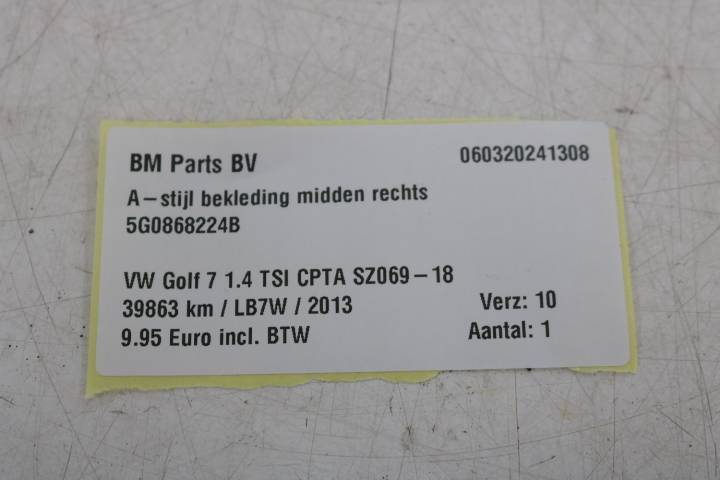 BM Parts BV 060320241308
A-stijl bekleding midden rechts
5G0868224B
VW Golf 7 1.4 TSI CPTA SZ069-18
39863 km / LB7W / 2013 Verz: 10
9.95 Euro incl. BTW Aantal: 1